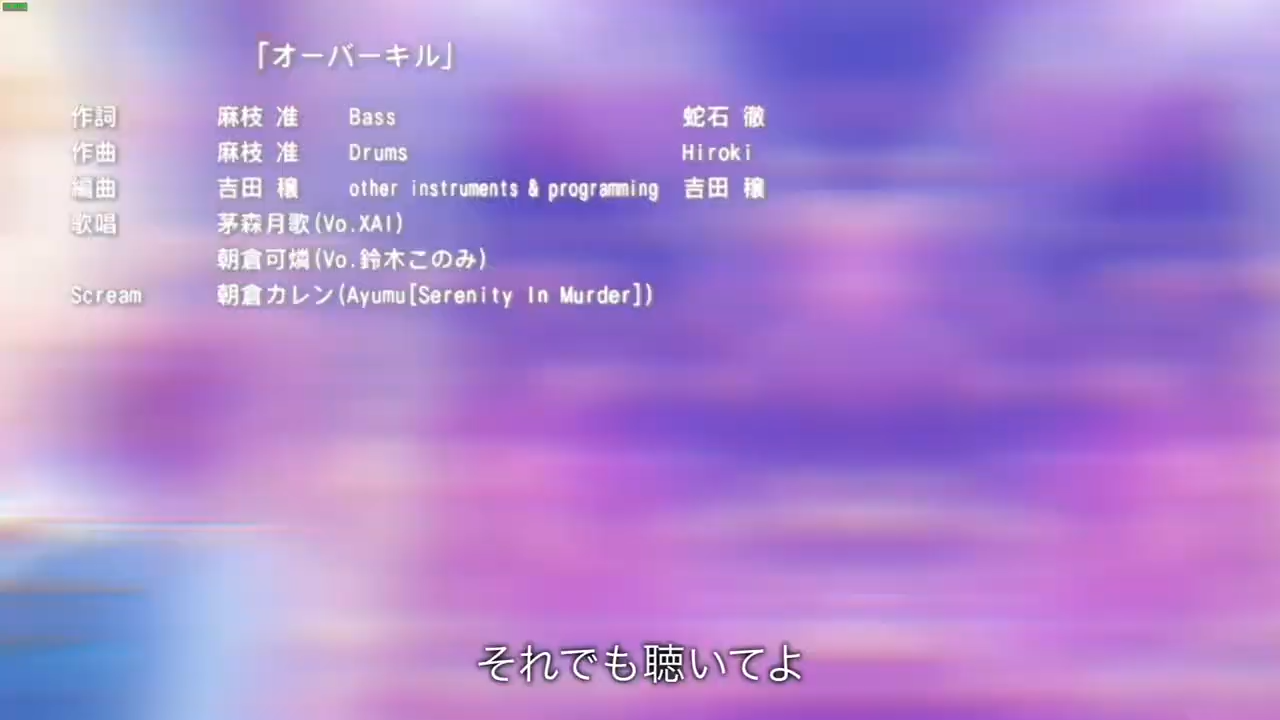 「オーバーキル」
作詞 麻枝 准 Bass 蛇石 徹
作曲 麻枝 准 Drums Hiroki
編曲 吉田 穣 other instruments & programming 吉田 穣
歌唱 茅森月歌(Vo.XAI)
朝倉可憐(Vo.鈴木このみ)
Scream 朝倉カレン(Ayumu[Serenity In Murder])
それでも聴いてよ